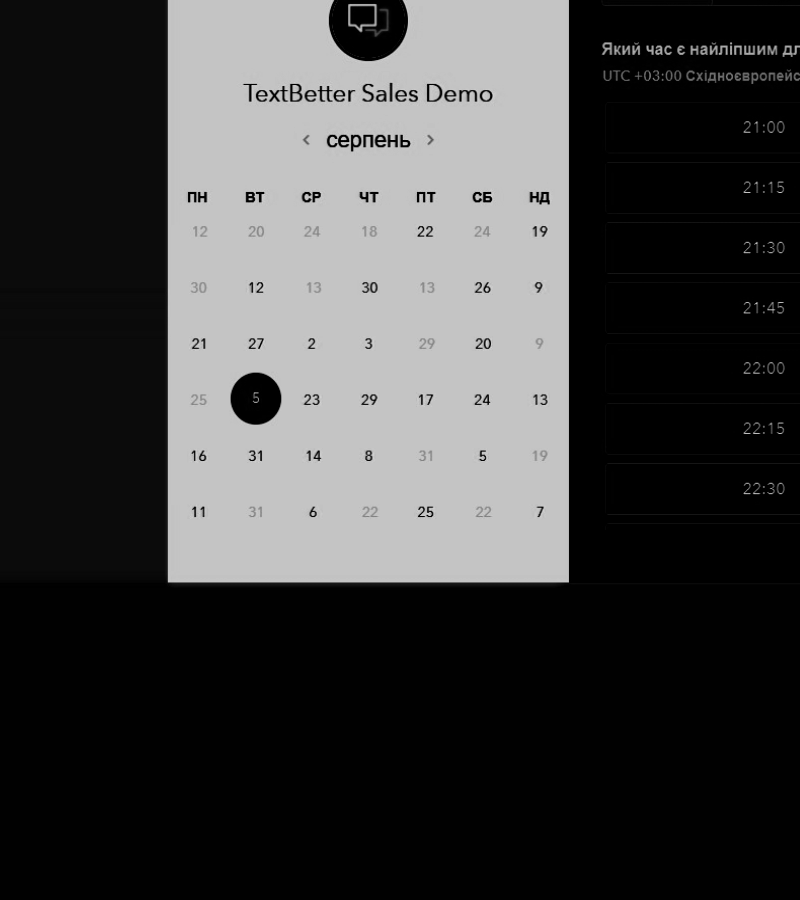 TextBetter Sales Demo
серпень
ПН ВТ СР ЧТ ПТ СБ НД
12 20 24 18 22 24 19
30 12 13 30 13 26 9
21 27 2 3 29 20 9
25 5 23 29 17 24 13
16 31 14 8 31 5 19
11 31 6 22 25 22 7
Який час є найліпшим дл
UTC +03:00 Східноєвропейс
21:00
21:15
21:30
21:45
22:00
22:15
22:30